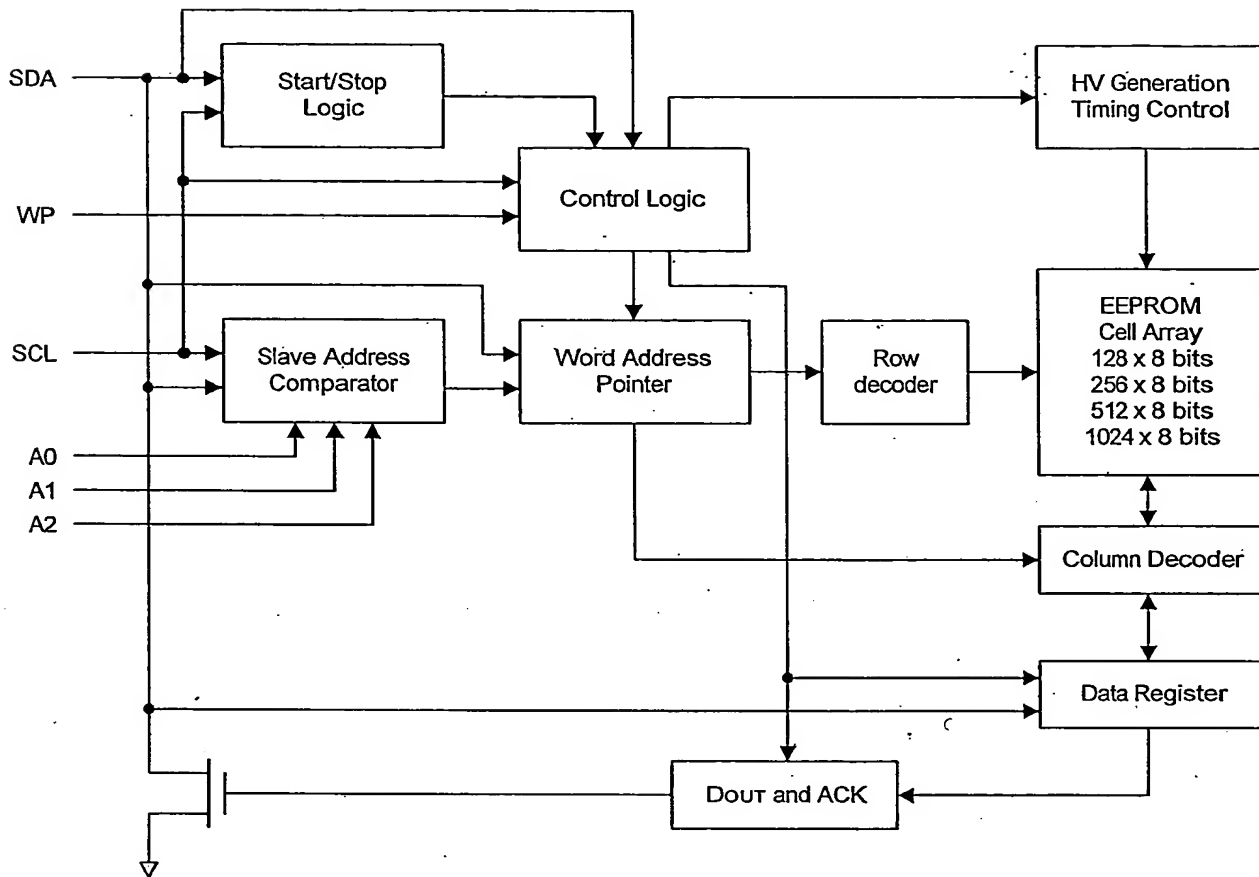 SDA
Start/Stop
Logic
HV Generation
Timing Control
WP
Control Logic
SCL
Slave Address
Comparator
Word Address
Pointer
Row
decoder
EEPROM
Cell Array
128 x 8 bits
256 x 8 bits
512 x 8 bits
1024 x 8 bits
A0
A1
A2
Column Decoder
Data Register
DOUT and ACK